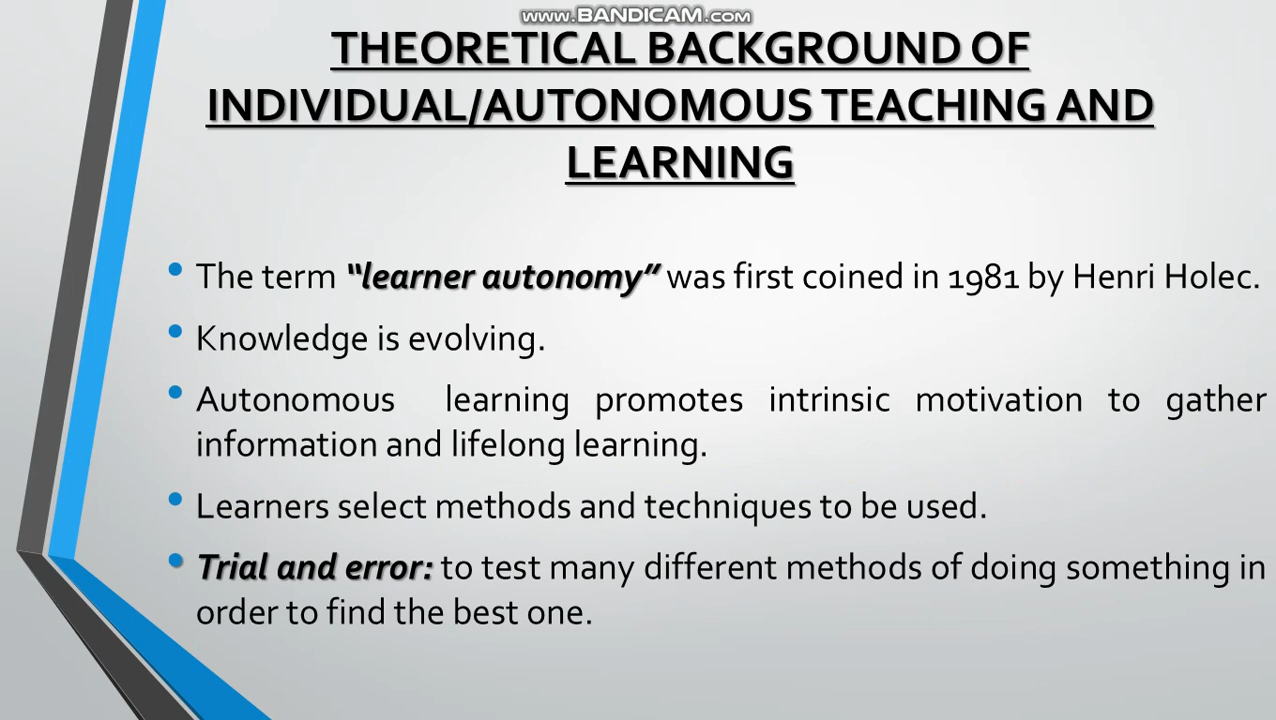 www.BANDICAM.com
THEORETICAL BACKGROUND OF
INDIVIDUAL/AUTONOMOUS TEACHING AND
LEARNING
• The term “learner autonomy” was first coined in 1981 by Henri Holec.
• Knowledge is evolving.
• Autonomous learning promotes intrinsic motivation to gather
information and lifelong learning.
• Learners select methods and techniques to be used.
• Trial and error: to test many different methods of doing something in
order to find the best one.